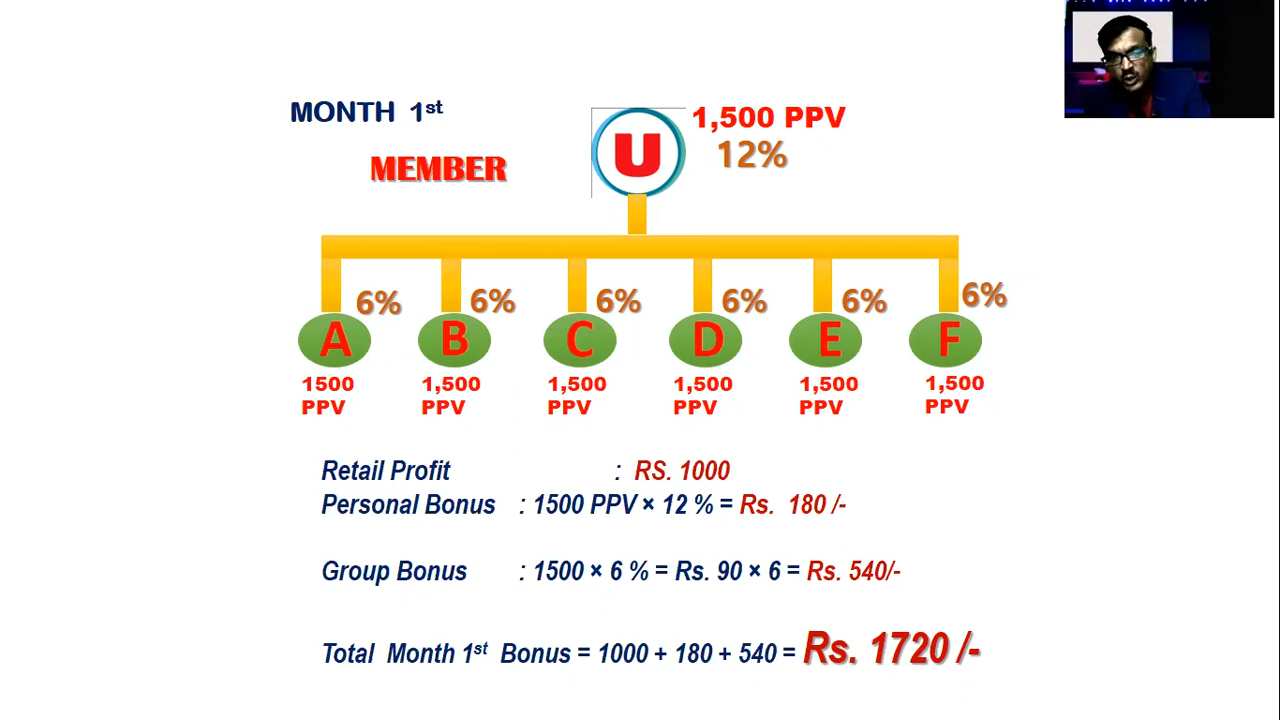 MONTH 1st
1,500 PPV
12%
MEMBER
U
6% 6% 6% 6% 6% 6%
A B C D E F
1500 1,500 1,500 1,500 1,500 1,500
PPV PPV PPV PPV PPV PPV
Retail Profit : RS. 1000
Personal Bonus : 1500 PPV × 12 % = Rs. 180 /-
Group Bonus : 1500 × 6 % = Rs. 90 × 6 = Rs. 540/-
Total Month 1st Bonus = 1000 + 180 + 540 = Rs. 1720 /-